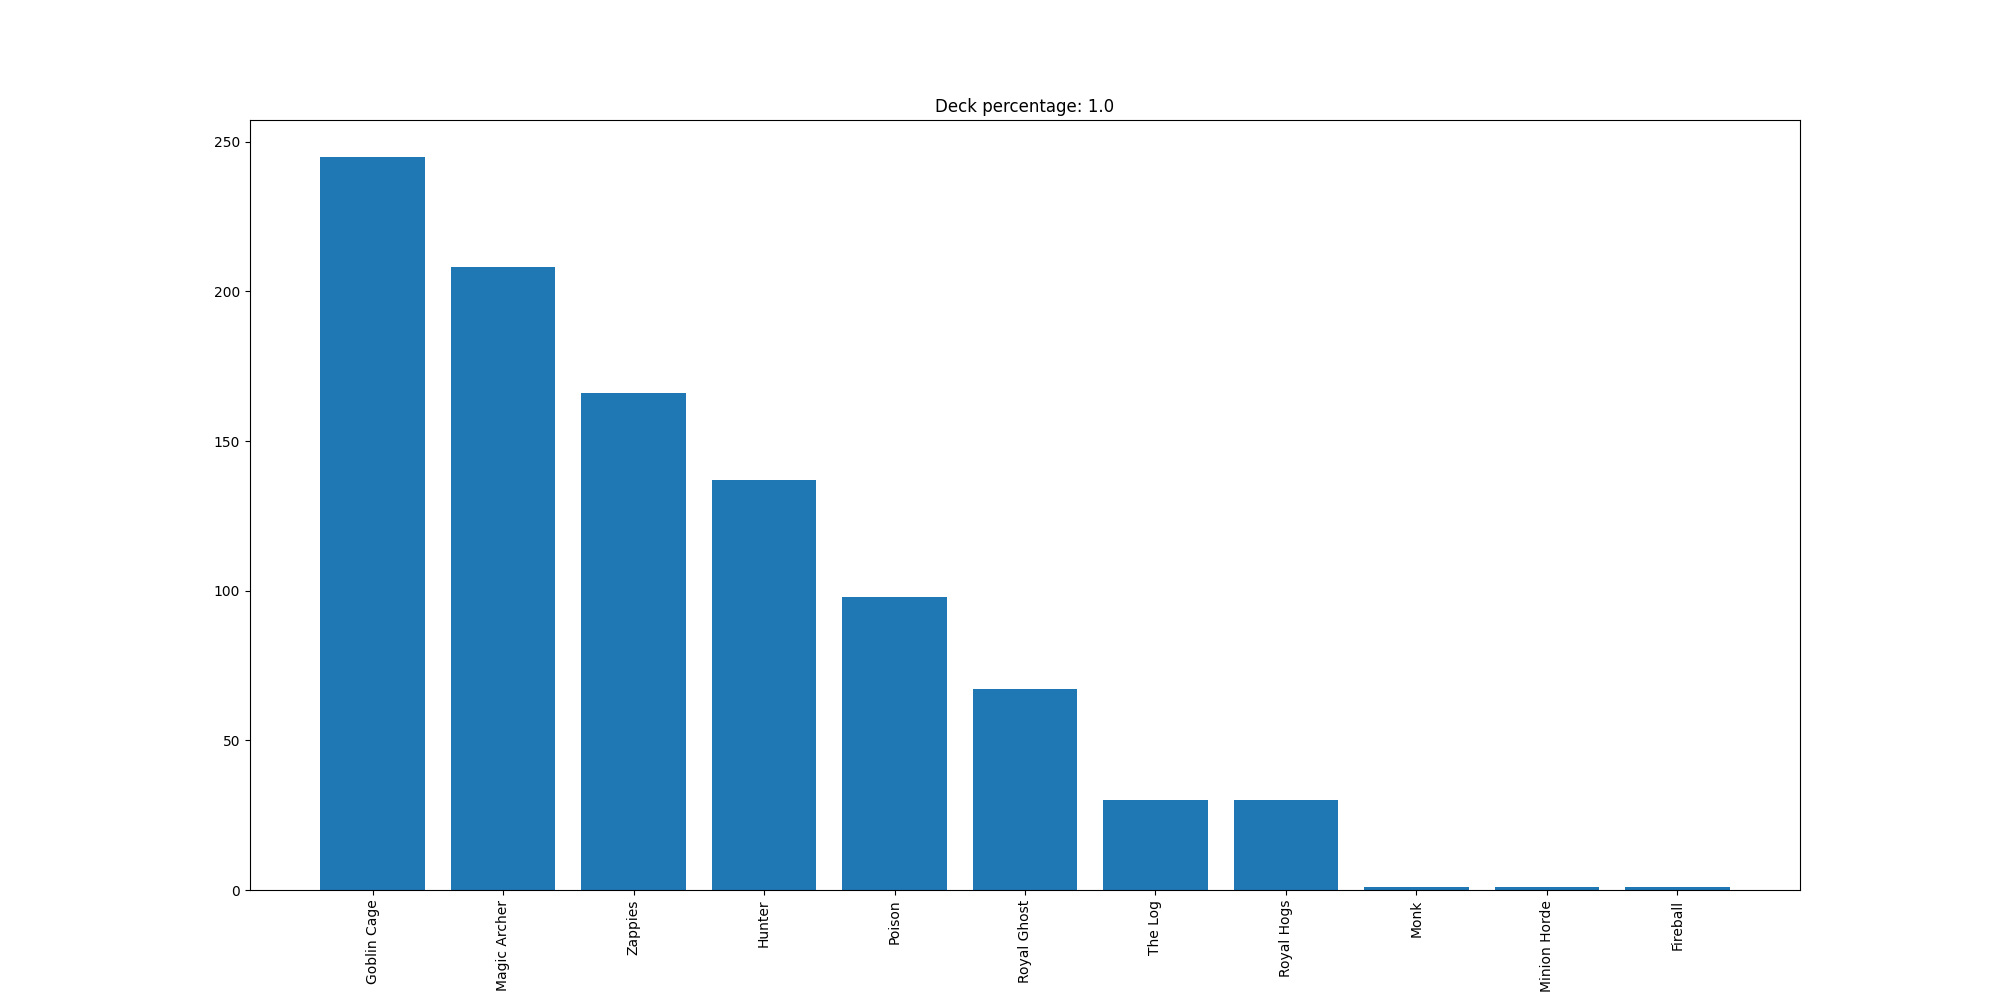 Deck percentage: 1.0
250
200
150
100
50
0
Goblin Cage
Magic Archer
Zappies
Hunter
Poison
Royal Ghost
The Log
Royal Hogs
Monk
Minion Horde
Fireball